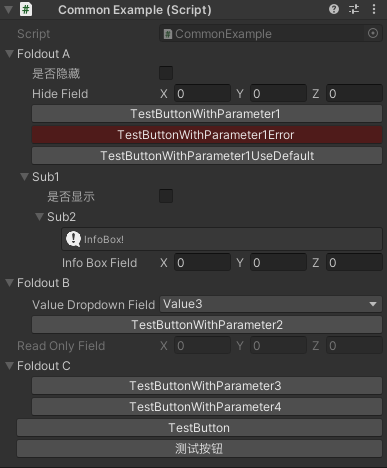 Common Example (Script)
Script CommonExample
Foldout A
是否隐藏
Hide Field X 0 Y 0 Z 0
TestButtonWithParameter1
TestButtonWithParameter1Error
TestButtonWithParameter1UseDefault
Sub1
是否显示
Sub2
InfoBox!
Info Box Field X 0 Y 0 Z 0
Foldout B
Value Dropdown Field Value3
TestButtonWithParameter2
Read Only Field X 0 Y 0 Z 0
Foldout C
TestButtonWithParameter3
TestButtonWithParameter4
TestButton
测试按钮